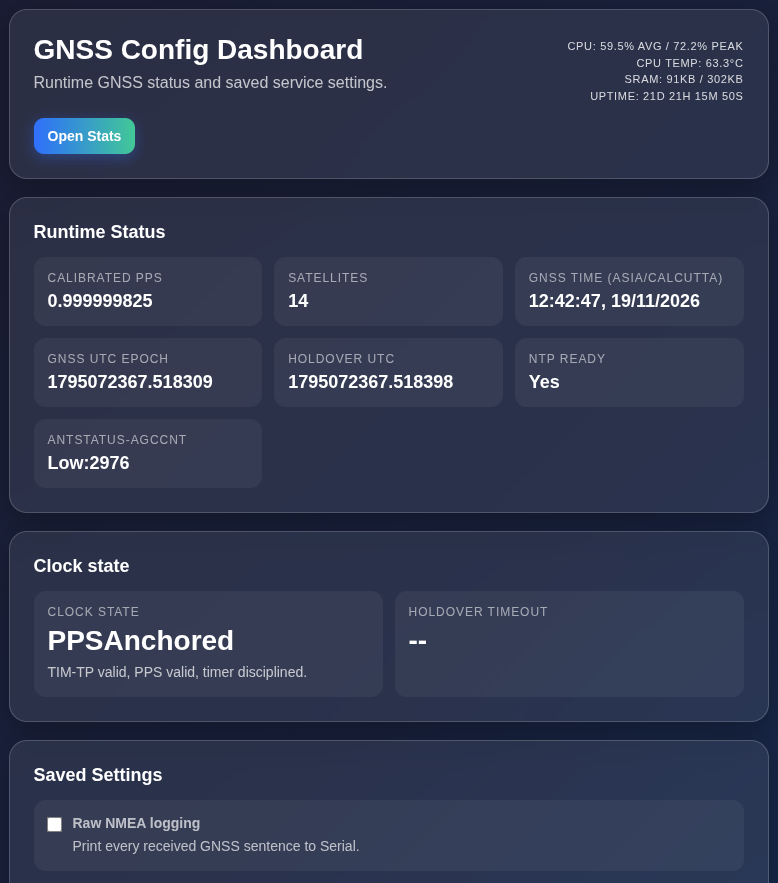 GNSS Config Dashboard
Runtime GNSS status and saved service settings.
CPU: 59.5% AVG / 72.2% PEAK
CPU TEMP: 63.3°C
SRAM: 91KB / 302KB
UPTIME: 21D 21H 15M 50S
Open Stats
Runtime Status
CALIBRATED PPS
0.999999825
SATELLITES
14
GNSS TIME (ASIA/CALCUTTA)
12:42:47, 19/11/2026
GNSS UTC EPOCH
1795072367.518309
HOLDOVER UTC
1795072367.518398
NTP READY
Yes
ANTSTATUS-AGCCNT
Low:2976
Clock state
CLOCK STATE
PPSAnchored
TIM-TP valid, PPS valid, timer disciplined.
HOLDOVER TIMEOUT
--
Saved Settings
Raw NMEA logging
Print every received GNSS sentence to Serial.